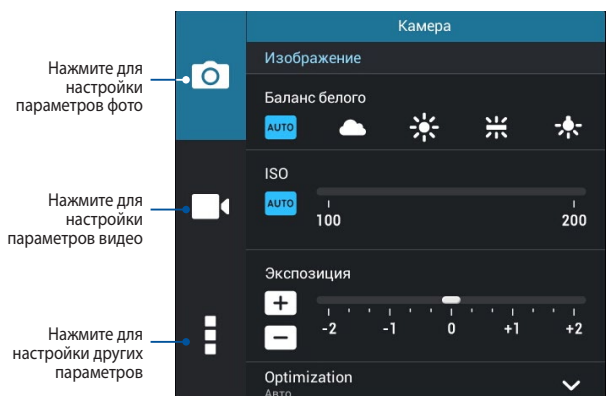 Камера
Изображение
Нажмите для
настройки
параметров фото
Баланс белого
AUTO
ISO
AUTO
100 200
Нажмите для
настройки
параметров видео
Экспозиция
-2 -1 0 +1 +2
Нажмите для
настройки других
параметров
Optimization
Авто